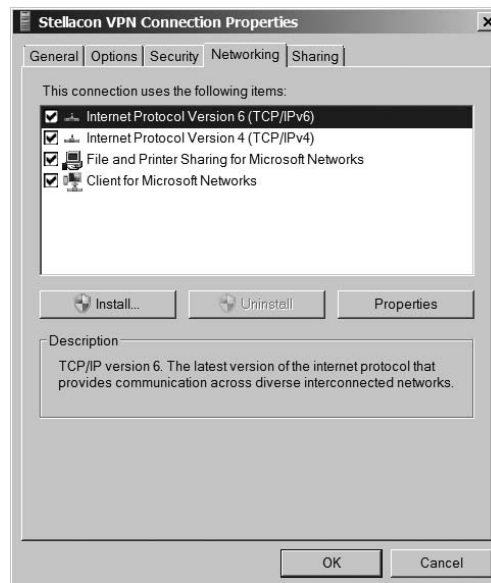 Stellacon VPN Connection Properties
General Options Security Networking Sharing
This connection uses the following items:
Internet Protocol Version 6 (TCP/IPv6)
Internet Protocol Version 4 (TCP/IPv4)
File and Printer Sharing for Microsoft Networks
Client for Microsoft Networks
Install... Uninstall Properties
Description
TCP/IP version 6. The latest version of the internet protocol that
provides communication across diverse interconnected networks.
OK Cancel